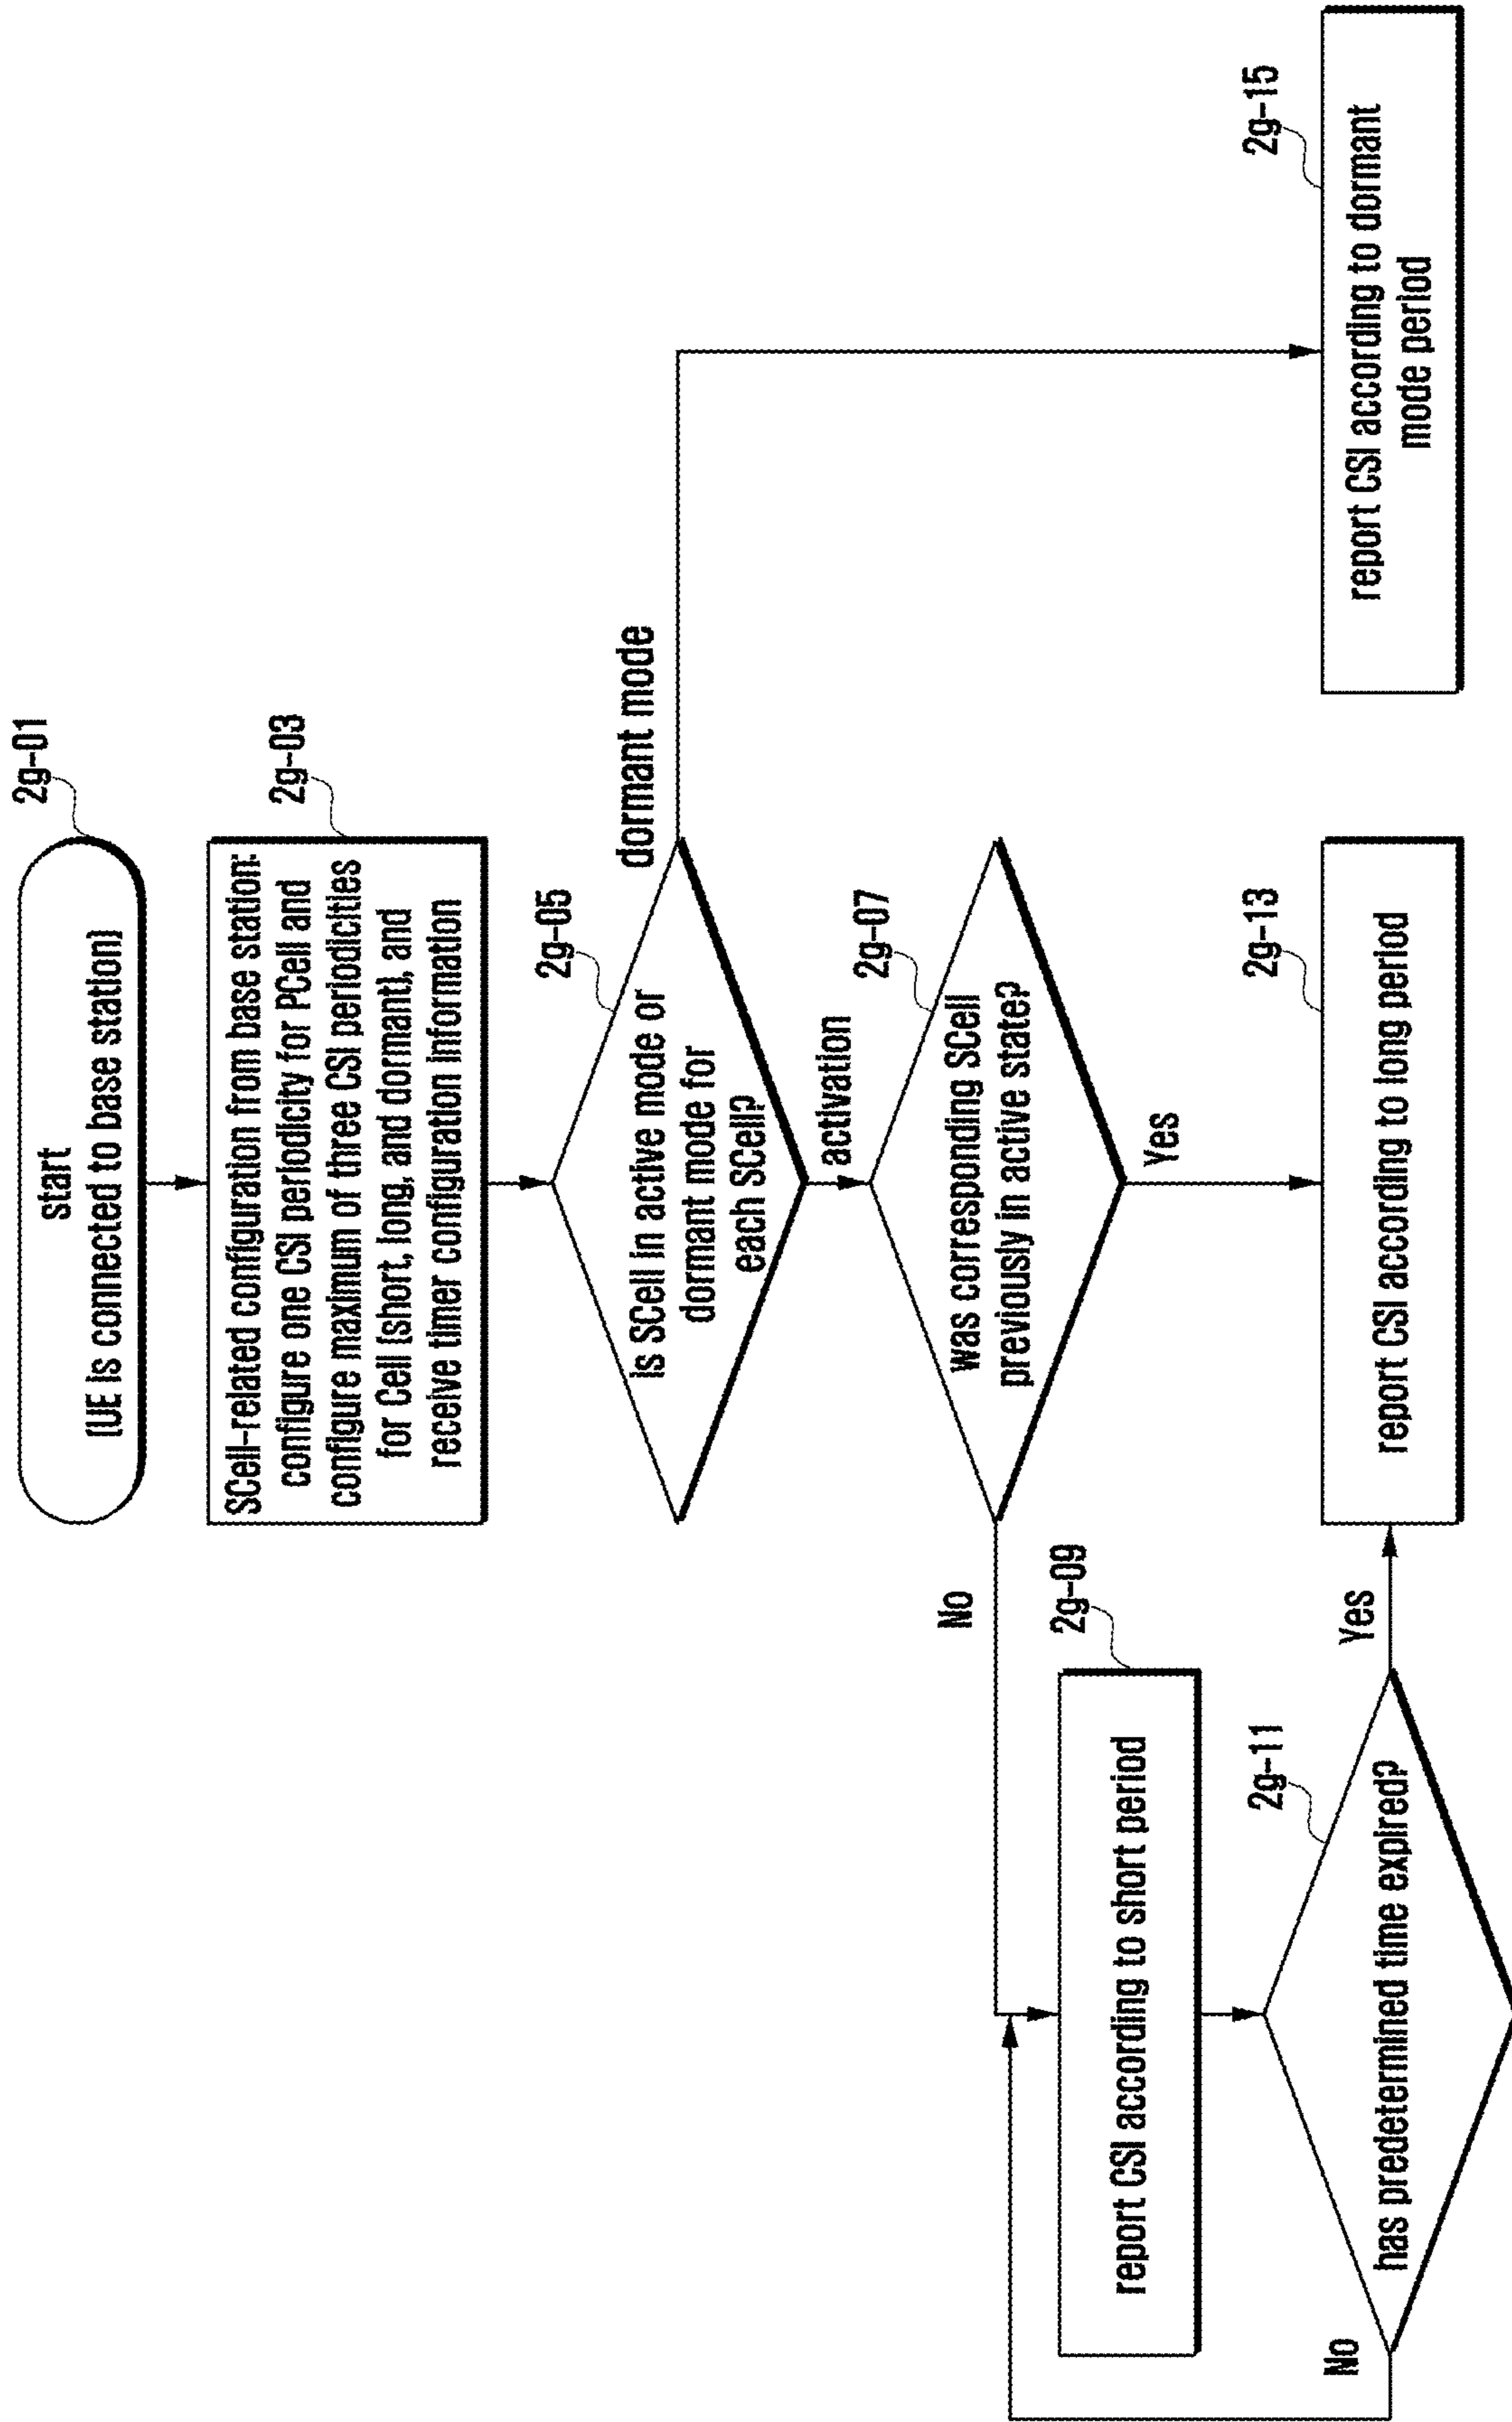 2g-01
start
(UE is connected to base station)
2g-03
SCell-related configuration from base station:
configure one CSI periodicity for PCell and
configure maximum of three CSI periodicities
for Cell (short, long, and dormant), and
receive timer configuration information
2g-05
is SCell in active mode or
dormant mode for
each SCell?
dormant mode
activation
2g-07
was corresponding SCell
previously in active state?
No
Yes
2g-09
report CSI according to short period
2g-11
has predetermined time expired?
No
Yes
2g-13
report CSI according to long period
2g-15
report CSI according to dormant
mode period